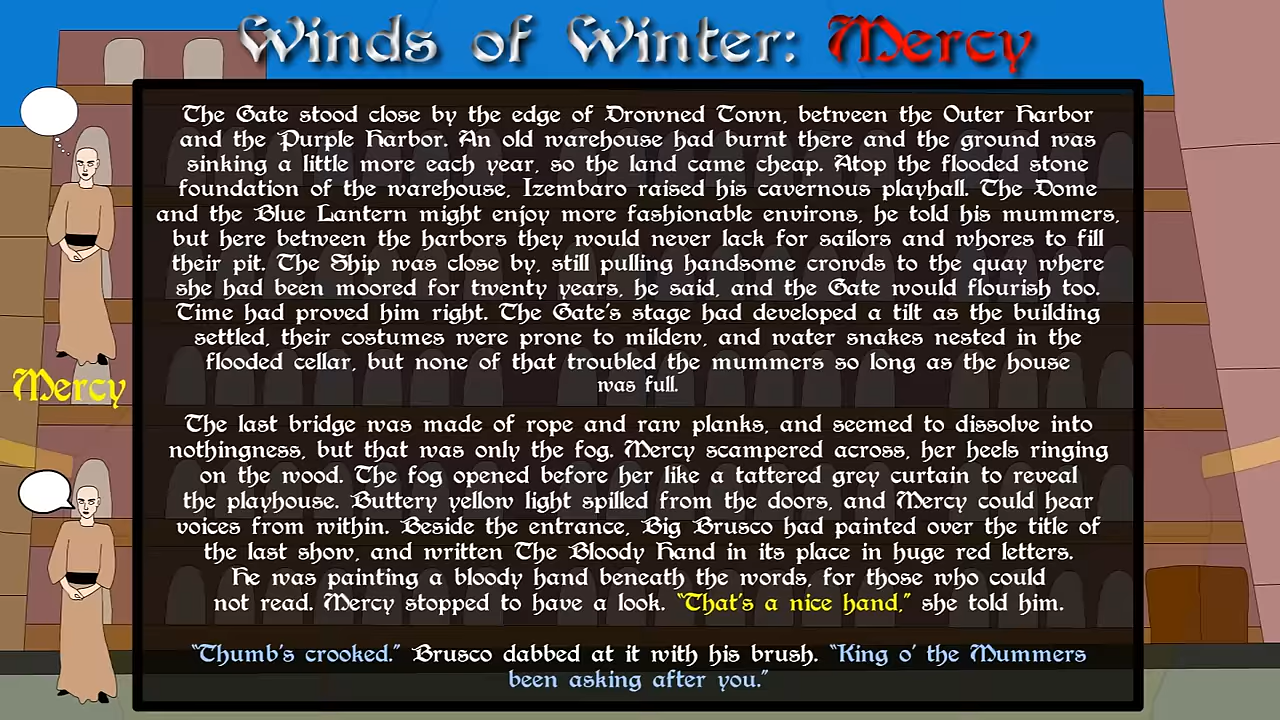 Winds of Winter: Mercy
The Gate stood close by the edge of Drowned Town, between the Outer Harbor
and the Purple Harbor. An old warehouse had burnt there and the ground was
sinking a little more each year, so the land came cheap. Atop the flooded stone
foundation of the warehouse, Izembaro raised his cavernous playhall. The Dome
and the Blue Lantern might enjoy more fashionable environs, he told his mummers,
but here between the harbors they would never lack for sailors and whores to fill
their pit. The Ship was close by, still pulling handsome crowds to the quay where
she had been moored for twenty years, he said, and the Gate would flourish too.
Time had proved him right. The Gate's stage had developed a tilt as the building
settled, their costumes were prone to mildew, and water snakes nested in the
flooded cellar, but none of that troubled the mummers so long as the house
was full.
The last bridge was made of rope and raw planks, and seemed to dissolve into
nothingness, but that was only the fog. Mercy scampered across, her heels ringing
on the wood. The fog opened before her like a tattered grey curtain to reveal
the playhouse. Buttery yellow light spilled from the doors, and Mercy could hear
voices from within. Beside the entrance, Big Brusco had painted over the title of
the last show, and written The Bloody Hand in its place in huge red letters.
He was painting a bloody hand beneath the words, for those who could
not read. Mercy stopped to have a look. “That's a nice hand,” she told him.
“Thumb's crooked.” Brusco dabbed at it with his brush. “King o' the Mummers
been asking after you.”
Mercy